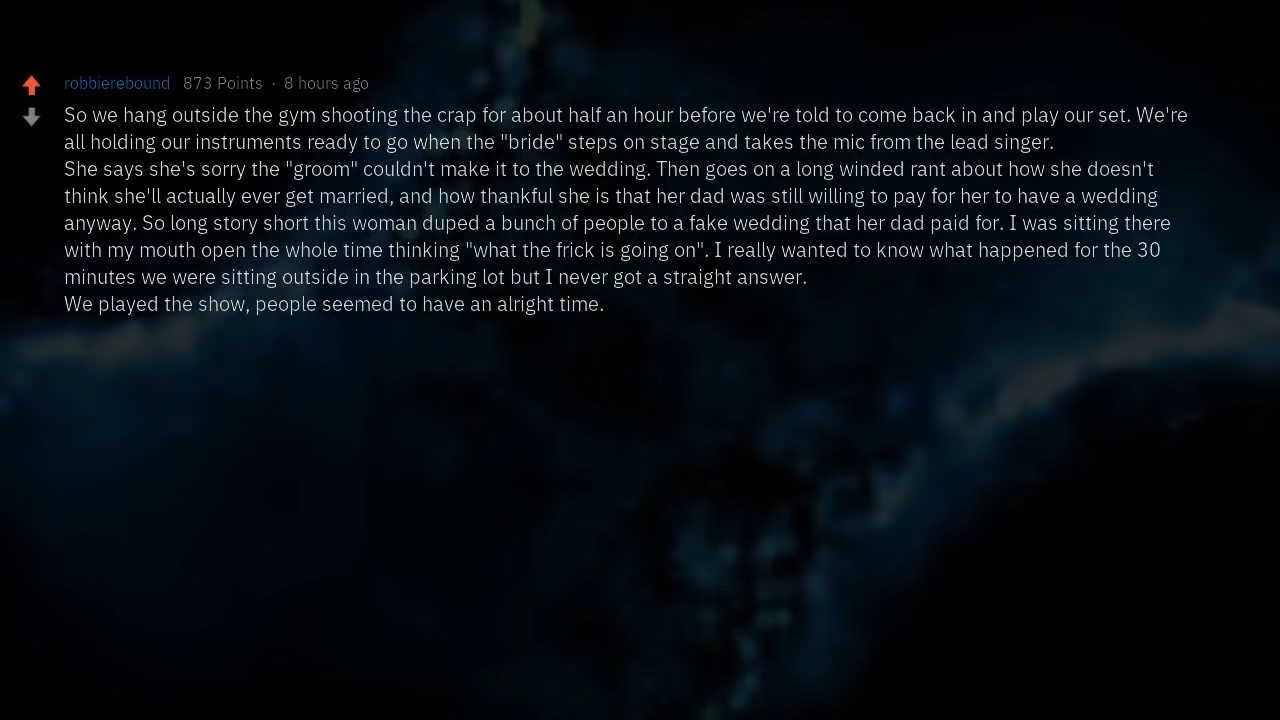 robbierebound 873 Points · 8 hours ago
So we hang outside the gym shooting the crap for about half an hour before we're told to come back in and play our set. We're
all holding our instruments ready to go when the "bride" steps on stage and takes the mic from the lead singer.
She says she's sorry the "groom" couldn't make it to the wedding. Then goes on a long winded rant about how she doesn't
think she'll actually ever get married, and how thankful she is that her dad was still willing to pay for her to have a wedding
anyway. So long story short this woman duped a bunch of people to a fake wedding that her dad paid for. I was sitting there
with my mouth open the whole time thinking "what the frick is going on". I really wanted to know what happened for the 30
minutes we were sitting outside in the parking lot but I never got a straight answer.
We played the show, people seemed to have an alright time.